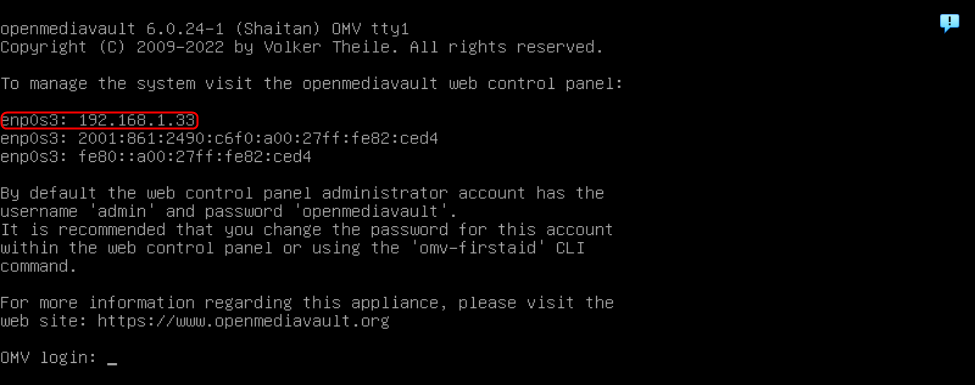 openmediavault 6.0.24-1 (Shaitan) OMV tty1
Copyright (C) 2009-2022 by Volker Theile. All rights reserved.
To manage the system visit the openmediavault web control panel:
enp0s3: 192.168.1.33
enp0s3: 2001:861:2490:c6f0:a00:27ff:fe82:ced4
enp0s3: fe80::a00:27ff:fe82:ced4
By default the web control panel administrator account has the
username 'admin' and password 'openmediavault'.
It is recommended that you change the password for this account
within the web control panel or using the 'omv-firstaid' CLI
command.
For more information regarding this appliance, please visit the
web site: https://www.openmediavault.org
OMV login: _